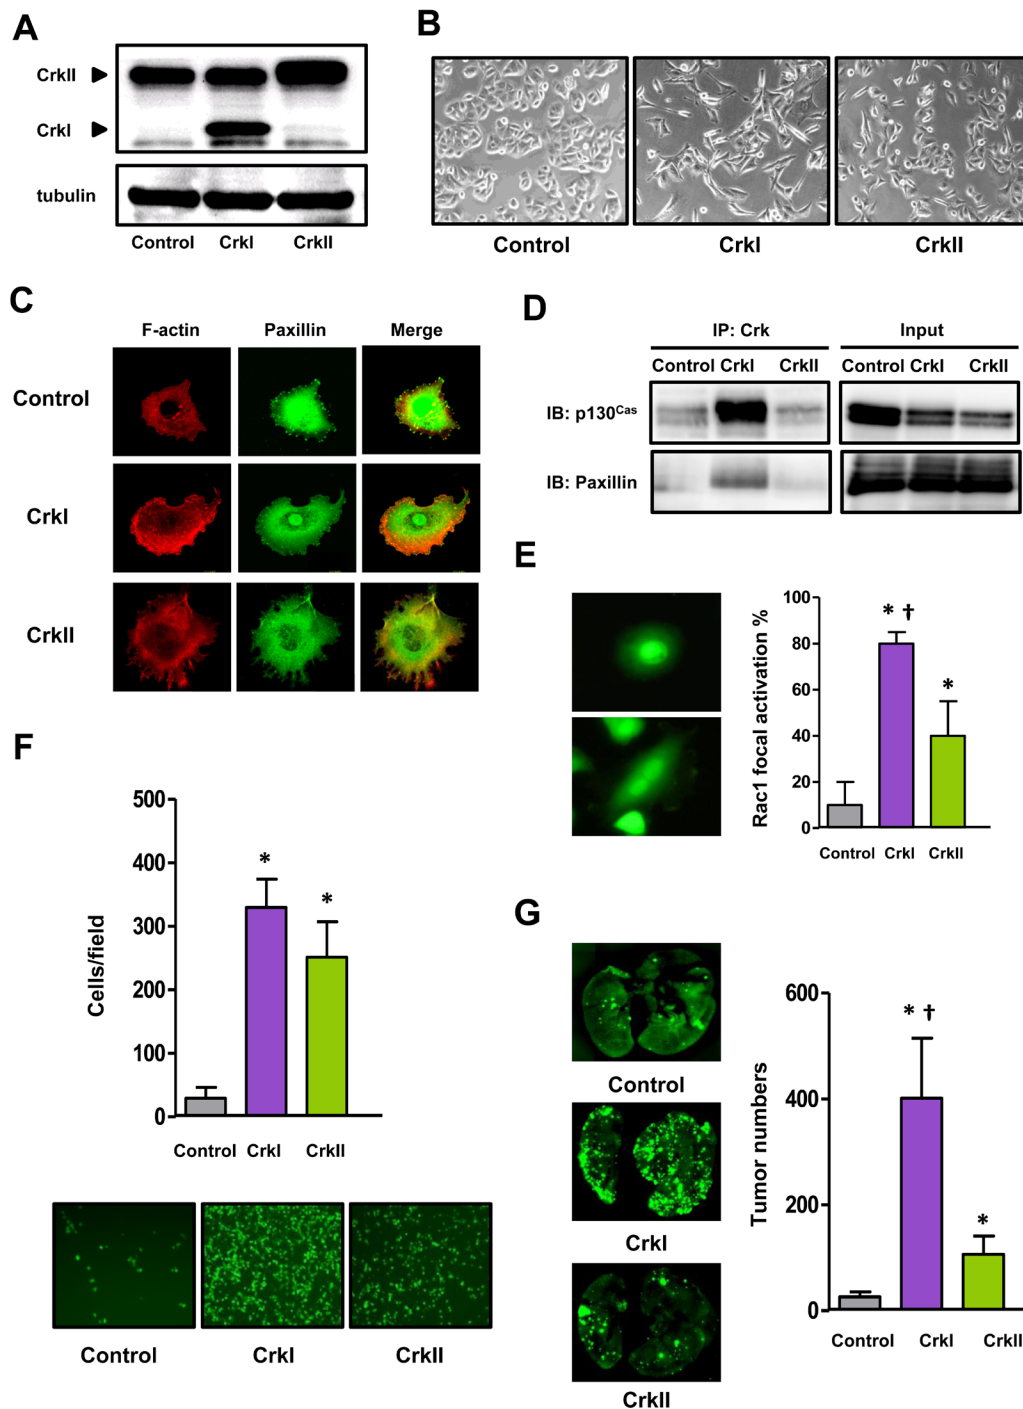 A
CrkII
CrkI
tubulin
Control CrkI CrkII
B
Control CrkI CrkII
C
F-actin Paxillin Merge
Control
CrkI
CrkII
D
IP: Crk Input
Control CrkI CrkII Control CrkI CrkII
IB: p130Cas
IB: Paxillin
E
Rac1 focal activation %
100
80
60
40
20
0
* †
*
Control CrkI CrkII
F
Cells/field
500
400
300
200
100
0
*
*
Control CrkI CrkII
Control CrkI CrkII
G
Control
CrkI
CrkII
Tumor numbers
600
400
200
0
* †
*
Control CrkI CrkII